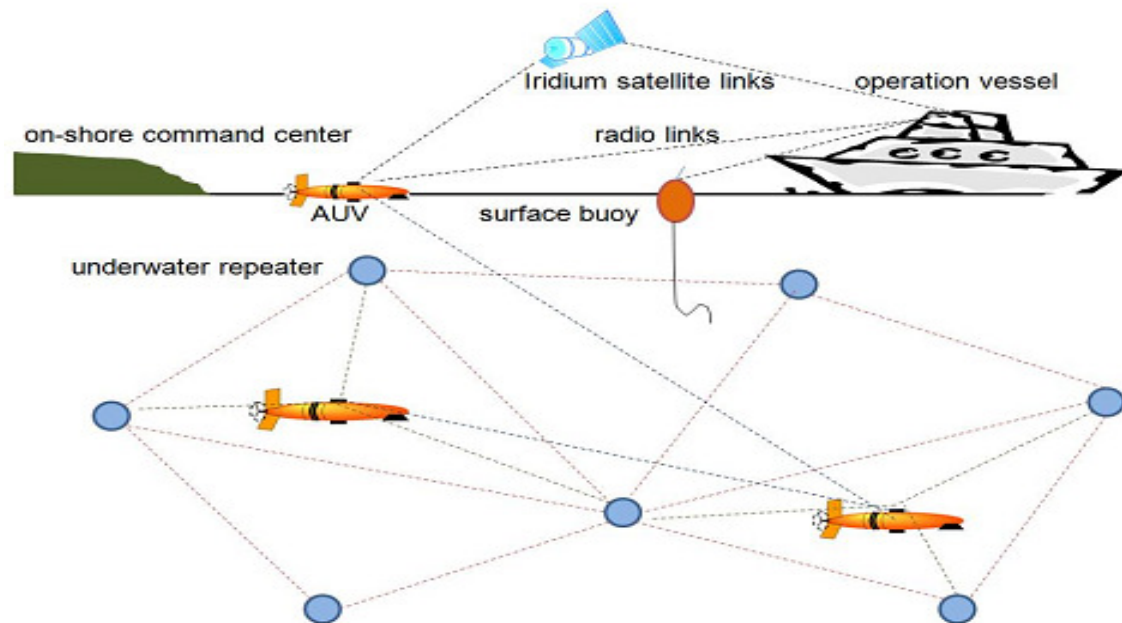 Iridium satellite links
operation vessel
on-shore command center
radio links
AUV
surface buoy
underwater repeater